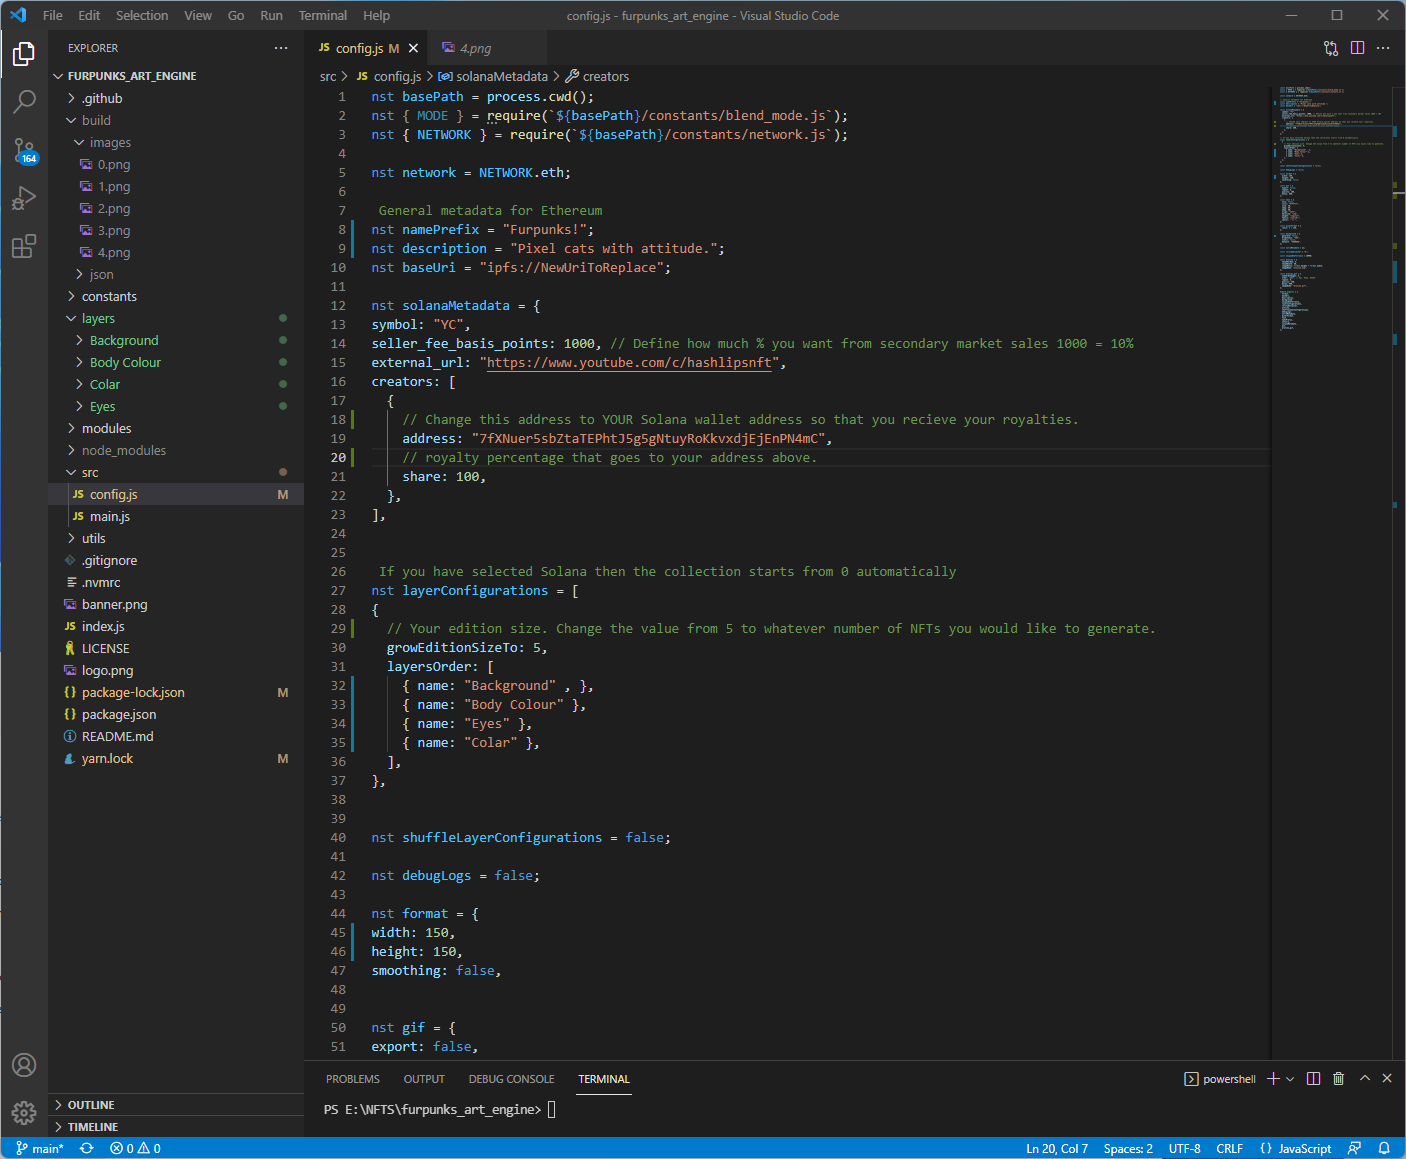 File Edit Selection View Go Run Terminal Help
config.js - furpunks_art_engine - Visual Studio Code
EXPLORER
FURPUNKS_ART_ENGINE
.github
build
images
0.png
1.png
2.png
3.png
4.png
json
constants
layers
Background
Body Colour
Colar
Eyes
modules
node_modules
src
JS config.js M
JS main.js
utils
.gitignore
.nvmrc
banner.png
JS index.js
LICENSE
logo.png
{} package-lock.json M
{} package.json
README.md
yarn.lock M
OUTLINE
TIMELINE
164
JS config.js M
4.png
src > JS config.js > solanaMetadata > creators
1 nst basePath = process.cwd();
2 nst { MODE } = require(`${basePath}/constants/blend_mode.js`);
3 nst { NETWORK } = require(`${basePath}/constants/network.js`);
4
5 nst network = NETWORK.eth;
6
7 General metadata for Ethereum
8 nst namePrefix = "Furpunks!";
9 nst description = "Pixel cats with attitude.";
10 nst baseUri = "ipfs://NewUriToReplace";
11
12 nst solanaMetadata = {
13 symbol: "YC",
14 seller_fee_basis_points: 1000, // Define how much % you want from secondary market sales 1000 = 10%
15 external_url: "https://www.youtube.com/c/hashlipsnft",
16 creators: [
17 {
18 // Change this address to YOUR Solana wallet address so that you recieve your royalties.
19 address: "7fXNuer5sbZtaTEPhtJ5g5gNtuyRoKkvxdjEjEnPN4mC",
20 // royalty percentage that goes to your address above.
21 share: 100,
22 },
23 ],
24
25
26 If you have selected Solana then the collection starts from 0 automatically
27 nst layerConfigurations = [
28 {
29 // Your edition size. Change the value from 5 to whatever number of NFTs you would like to generate.
30 growEditionSizeTo: 5,
31 layersOrder: [
32 { name: "Background" , },
33 { name: "Body Colour" },
34 { name: "Eyes" },
35 { name: "Colar" },
36 ],
37 },
38
39
40 nst shuffleLayerConfigurations = false;
41
42 nst debugLogs = false;
43
44 nst format = {
45 width: 150,
46 height: 150,
47 smoothing: false,
48
49
50 nst gif = {
51 export: false,
PROBLEMS OUTPUT DEBUG CONSOLE TERMINAL
powershell
PS E:\NFTS\furpunks_art_engine>
main* 0 0
Ln 20, Col 7 Spaces: 2 UTF-8 CRLF {} JavaScript